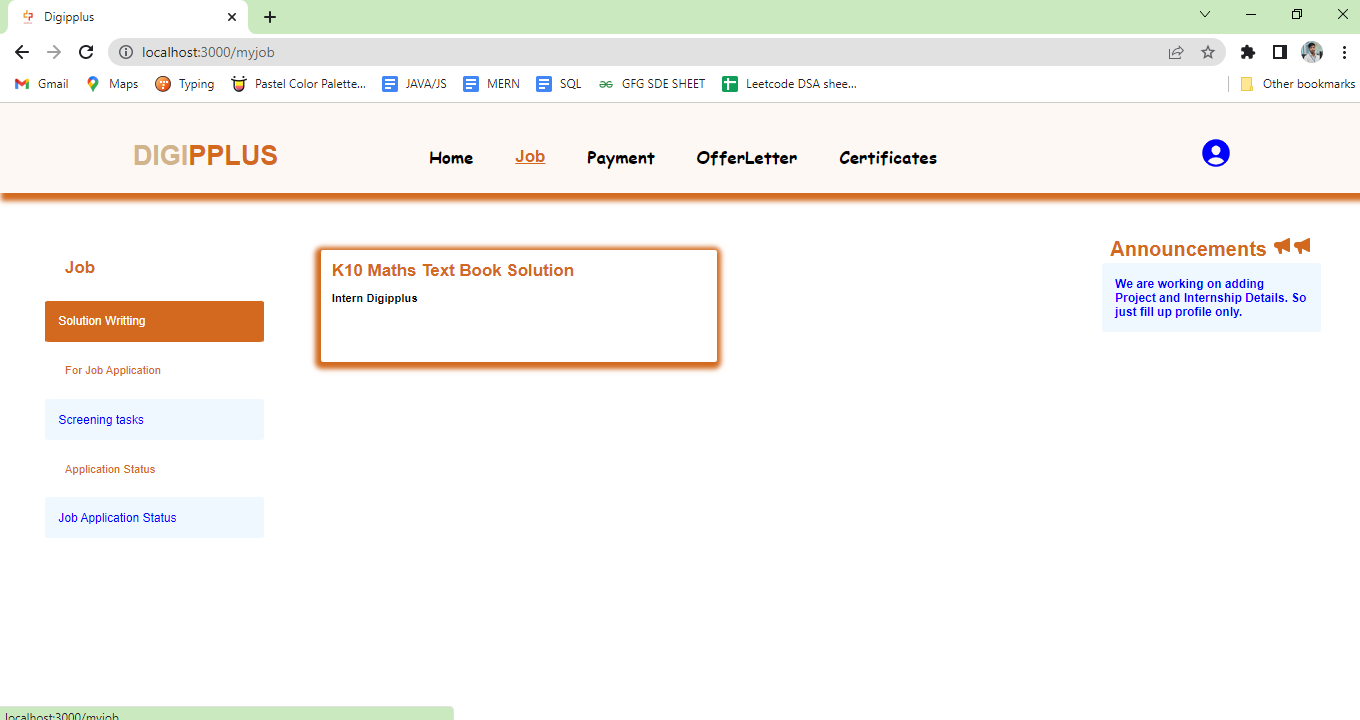 Digipplus
localhost:3000/myjob
Gmail Maps Typing Pastel Color Palette... JAVA/JS MERN SQL GFG SDE SHEET Leetcode DSA shee... Other bookmarks
DIGIPPLUS Home Job Payment OfferLetter Certificates
Job
Solution Writting
For Job Application
Screening tasks
Application Status
Job Application Status
K10 Maths Text Book Solution
Intern Digipplus
Announcements
We are working on adding
Project and Internship Details. So
just fill up profile only.
localhost:3000/myjob